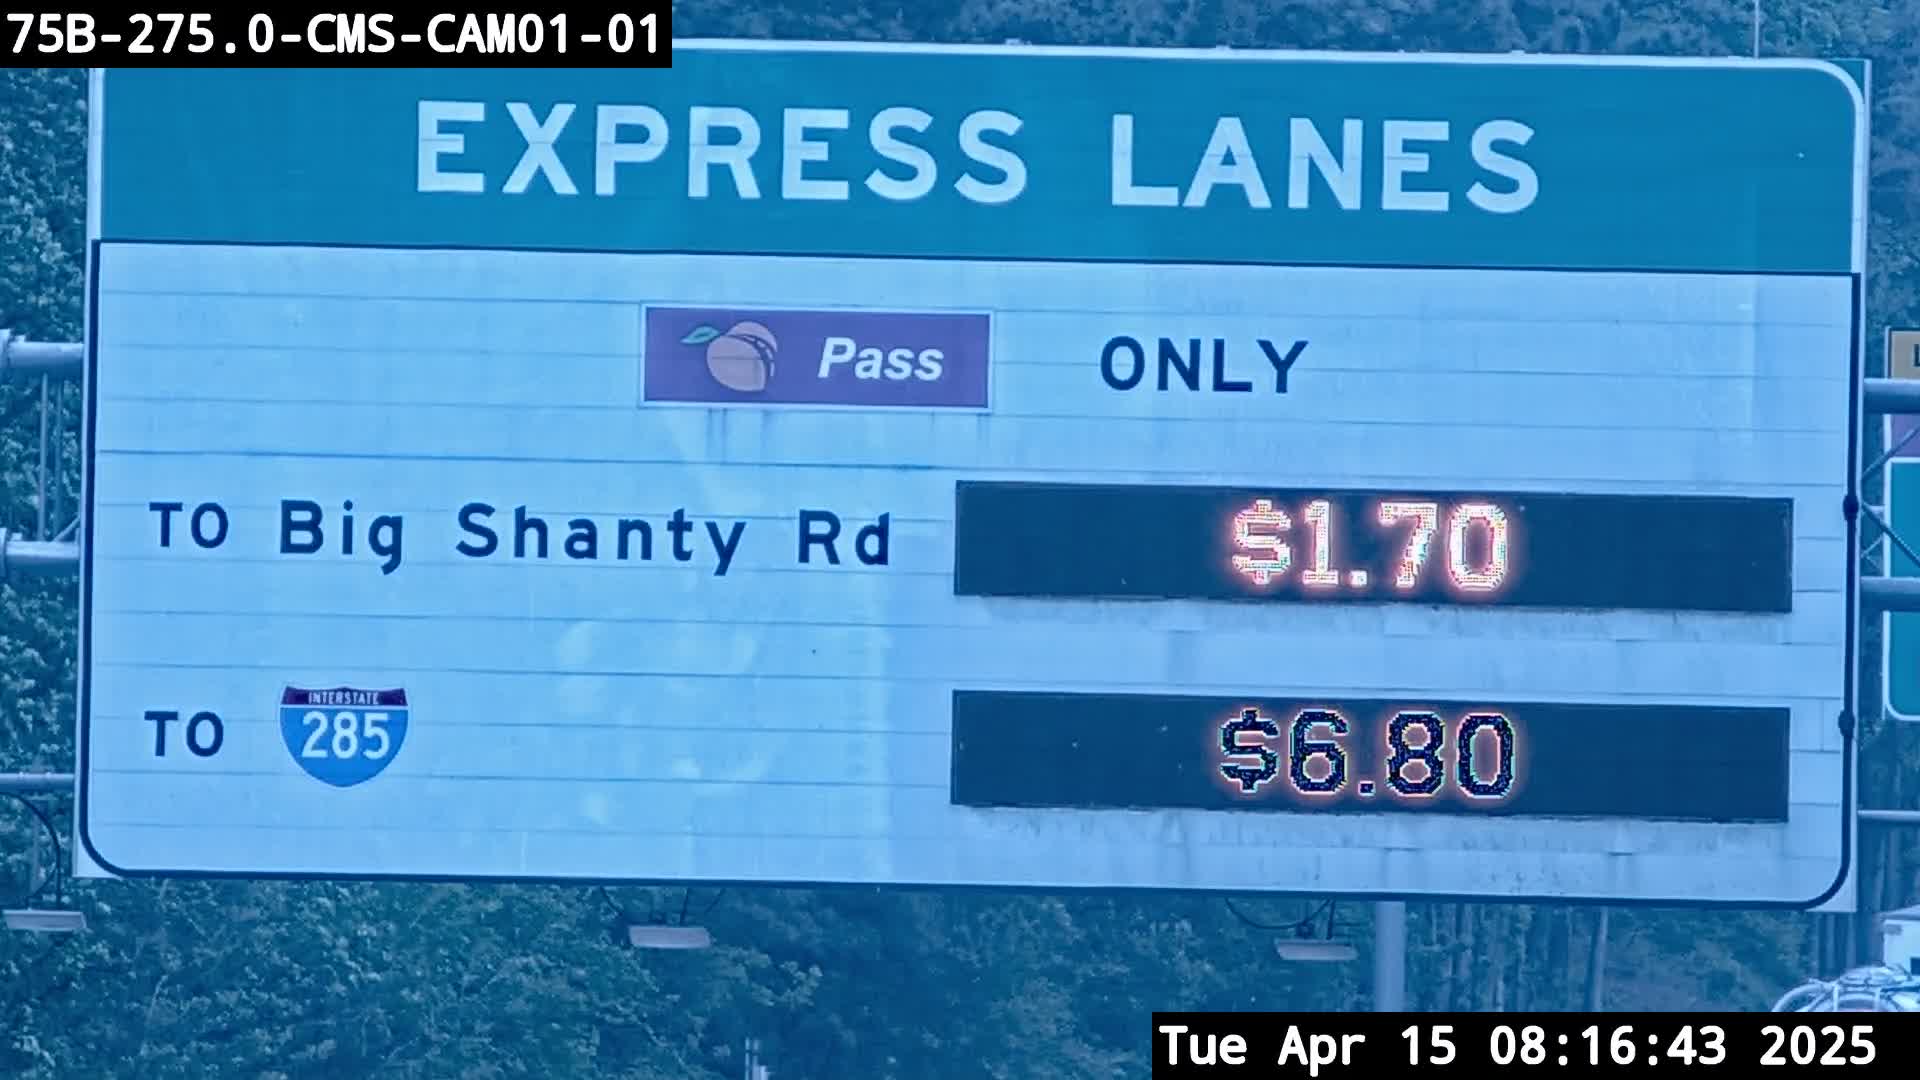 75B-275.0-CMS-CAM01-01
EXPRESS LANES
Pass ONLY
TO Big Shanty Rd $1.70
TO INTERSTATE 285 $6.80
Tue Apr 15 08:16:43 2025